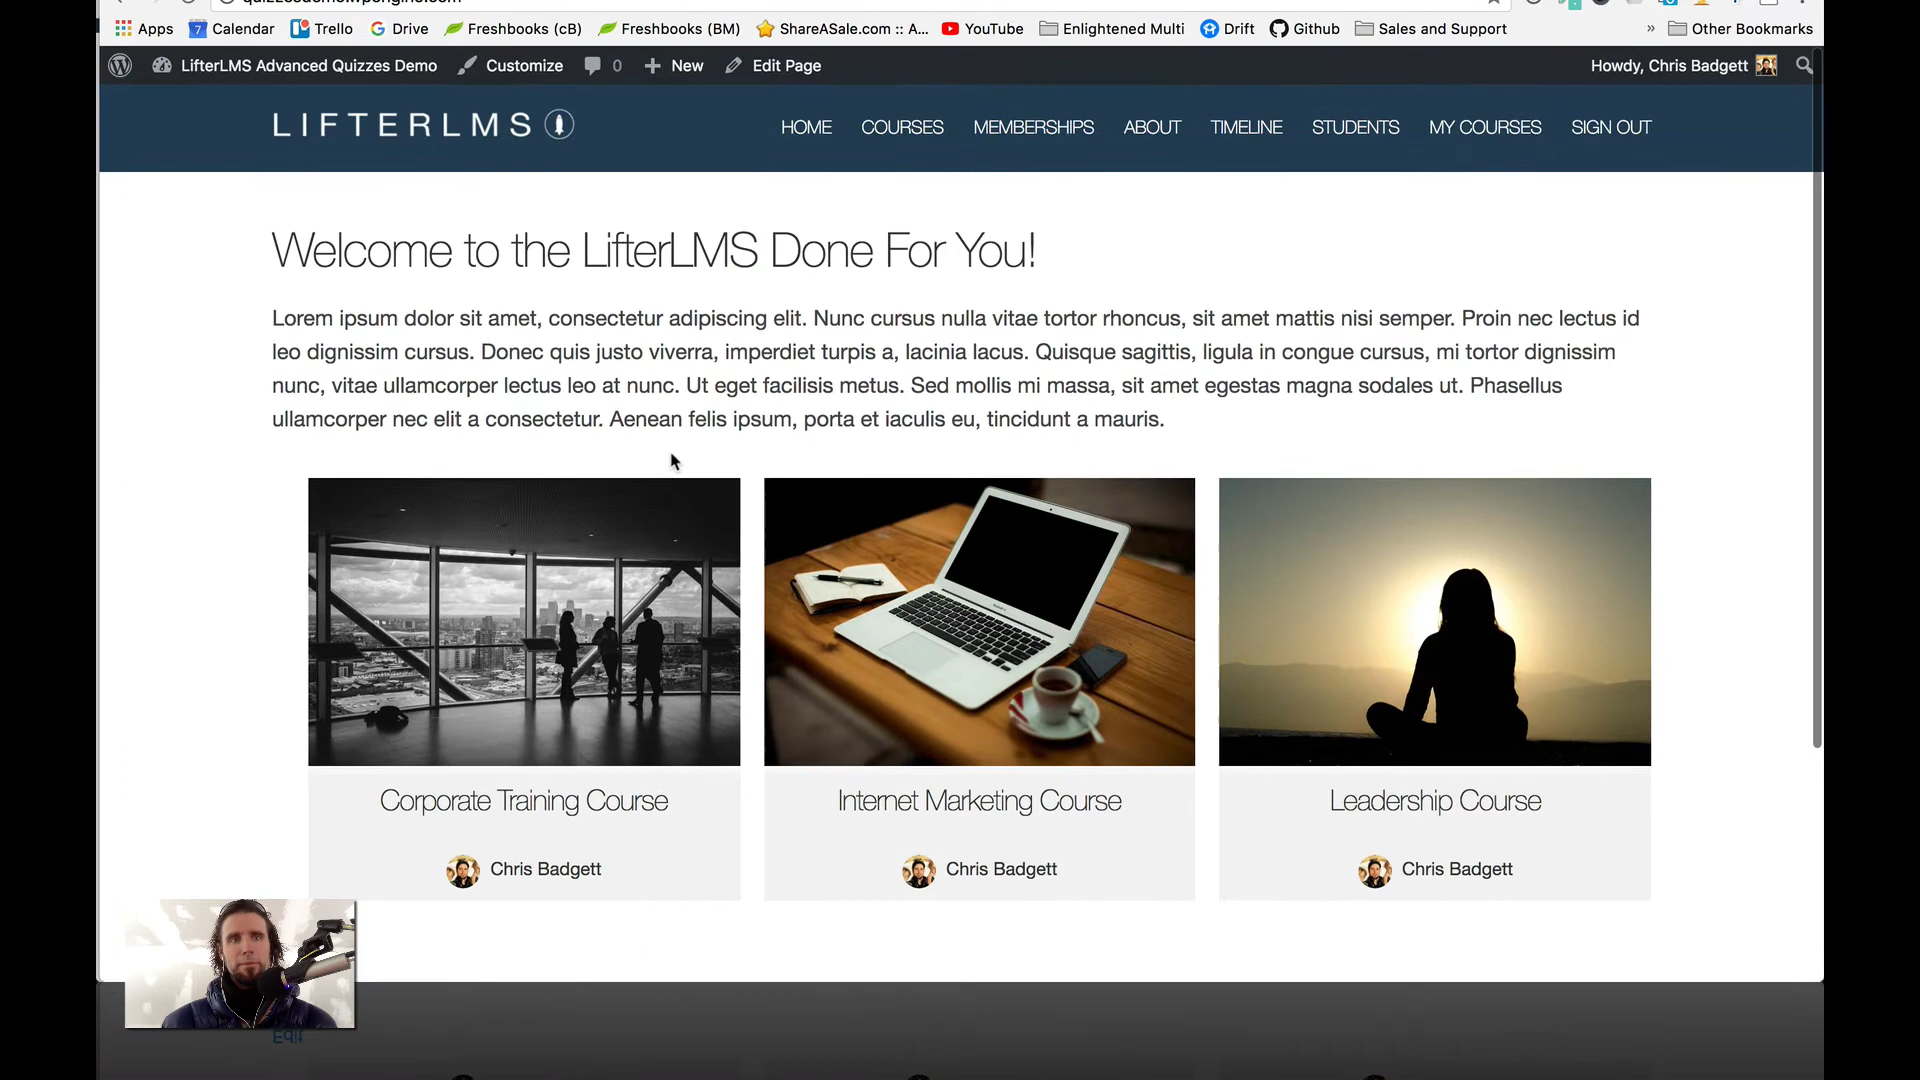 Apps 7 Calendar Trello Drive Freshbooks (cB) Freshbooks (BM) ShareASale.com :: A... YouTube Enlightened Multi Drift Github Sales and Support » Other Bookmarks
LifterLMS Advanced Quizzes Demo Customize 0 New Edit Page Howdy, Chris Badgett
LIFTERLMS HOME COURSES MEMBERSHIPS ABOUT TIMELINE STUDENTS MY COURSES SIGN OUT
Welcome to the LifterLMS Done For You!
Lorem ipsum dolor sit amet, consectetur adipiscing elit. Nunc cursus nulla vitae tortor rhoncus, sit amet mattis nisi semper. Proin nec lectus id
leo dignissim cursus. Donec quis justo viverra, imperdiet turpis a, lacinia lacus. Quisque sagittis, ligula in congue cursus, mi tortor dignissim
nunc, vitae ullamcorper lectus leo at nunc. Ut eget facilisis metus. Sed mollis mi massa, sit amet egestas magna sodales ut. Phasellus
ullamcorper nec elit a consectetur. Aenean felis ipsum, porta et iaculis eu, tincidunt a mauris.
Corporate Training Course Internet Marketing Course Leadership Course
Chris Badgett Chris Badgett Chris Badgett
Edit